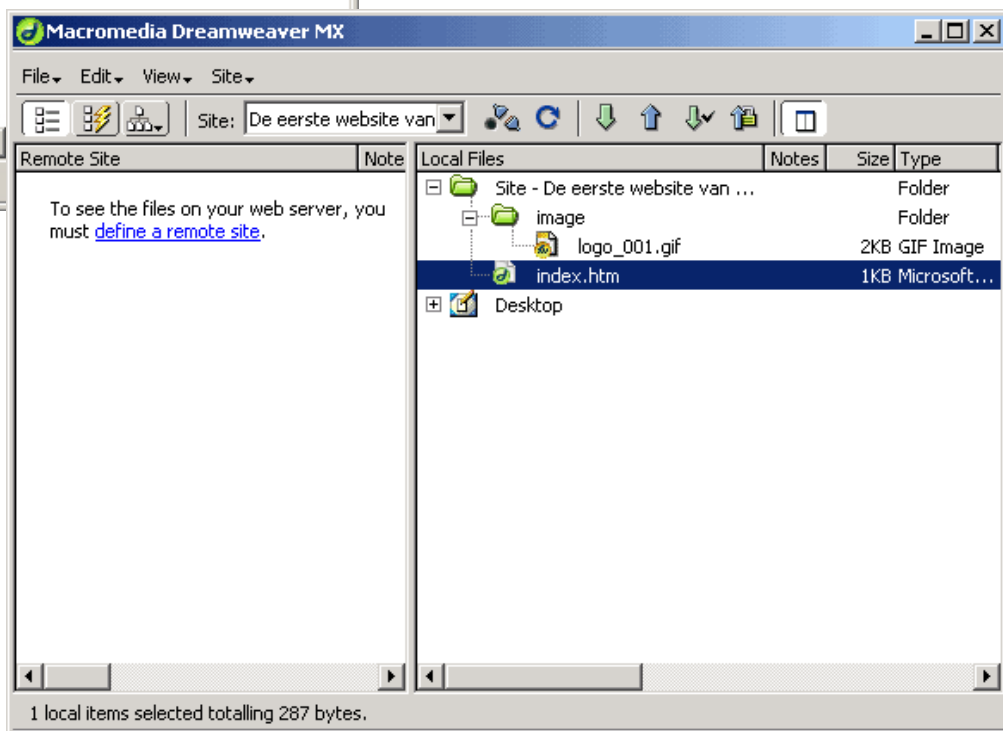 Macromedia Dreamweaver MX
File Edit View Site
Site: De eerste website van
Remote Site Note Local Files Notes Size Type
Site - De eerste website van ... Folder
To see the files on your web server, you
must define a remote site.
image Folder
logo_001.gif 2KB GIF Image
index.htm 1KB Microsoft...
Desktop
1 local items selected totalling 287 bytes.